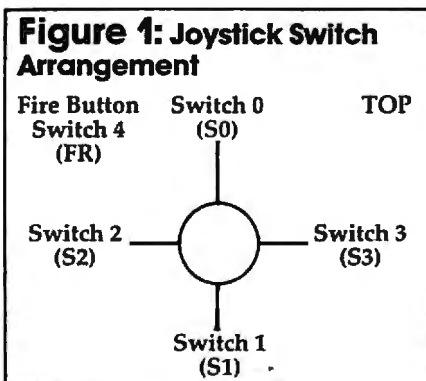 Figure 1: Joystick Switch
Arrangement
Fire Button
Switch 4
(FR)
Switch 0
(S0)
TOP
Switch 2
(S2)
Switch 3
(S3)
Switch 1
(S1)